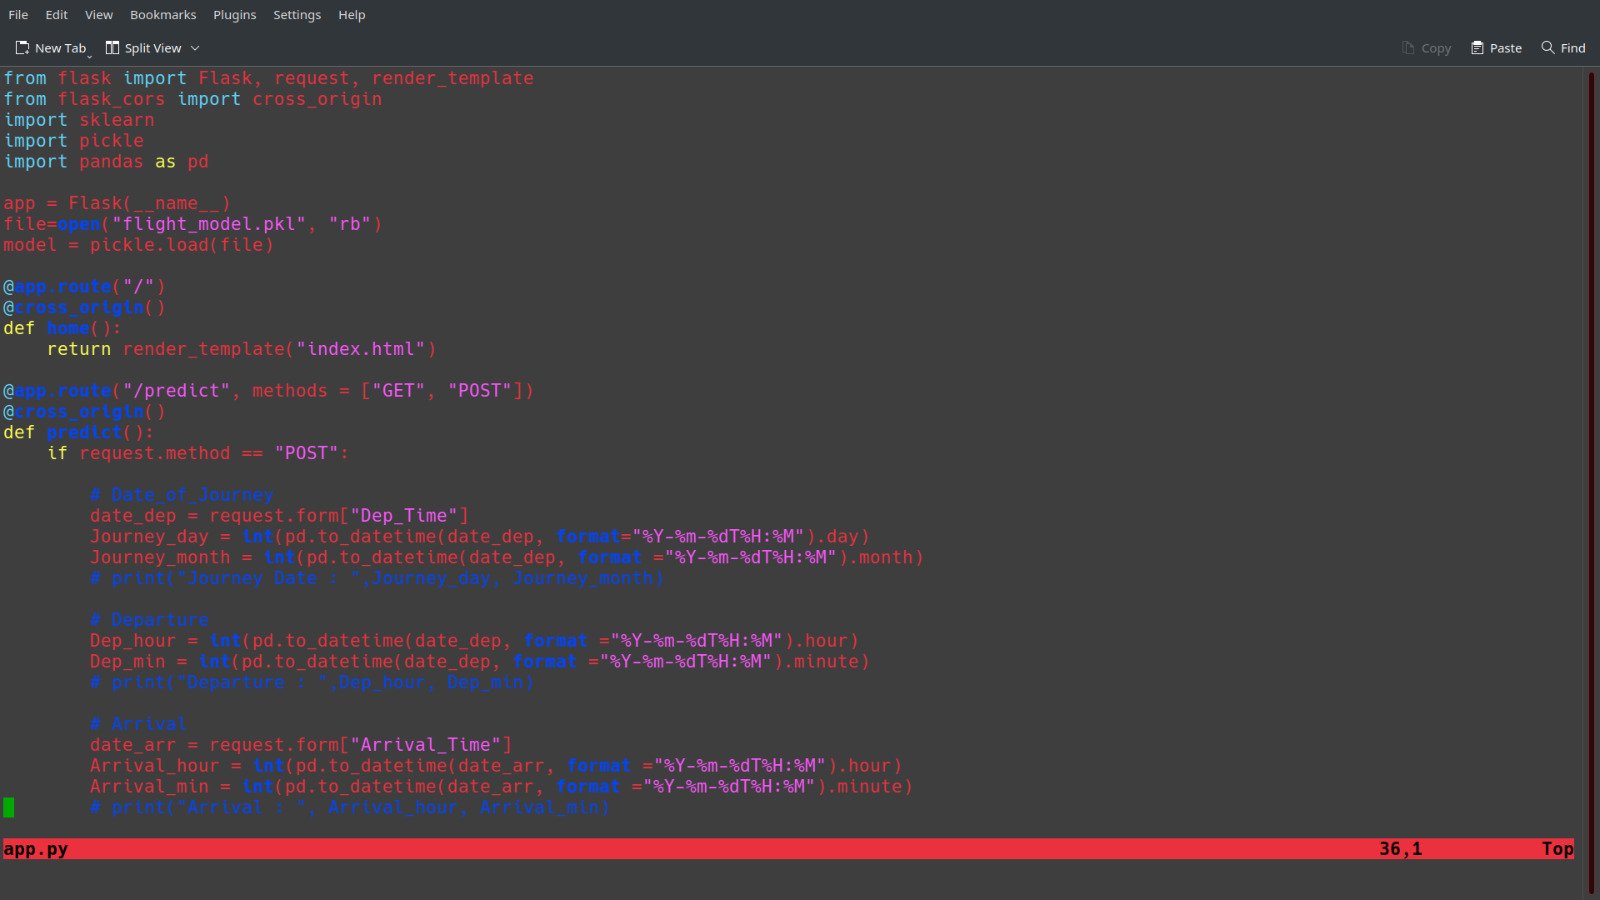 File Edit View Bookmarks Plugins Settings Help
New Tab Split View Copy Paste Find
from flask import Flask, request, render_template
from flask_cors import cross_origin
import sklearn
import pickle
import pandas as pd
app = Flask(__name__)
file=open("flight_model.pkl", "rb")
model = pickle.load(file)
@app.route("/")
@cross_origin()
def home():
    return render_template("index.html")
@app.route("/predict", methods = ["GET", "POST"])
@cross_origin()
def predict():
    if request.method == "POST":
        # Date_of_Journey
        date_dep = request.form["Dep_Time"]
        Journey_day = int(pd.to_datetime(date_dep, format="%Y-%m-%dT%H:%M").day)
        Journey_month = int(pd.to_datetime(date_dep, format ="%Y-%m-%dT%H:%M").month)
        # print("Journey Date : ",Journey_day, Journey_month)
        # Departure
        Dep_hour = int(pd.to_datetime(date_dep, format ="%Y-%m-%dT%H:%M").hour)
        Dep_min = int(pd.to_datetime(date_dep, format ="%Y-%m-%dT%H:%M").minute)
        # print("Departure : ",Dep_hour, Dep_min)
        # Arrival
        date_arr = request.form["Arrival_Time"]
        Arrival_hour = int(pd.to_datetime(date_arr, format ="%Y-%m-%dT%H:%M").hour)
        Arrival_min = int(pd.to_datetime(date_arr, format ="%Y-%m-%dT%H:%M").minute)
        # print("Arrival : ", Arrival_hour, Arrival_min)
app.py 36,1 Top